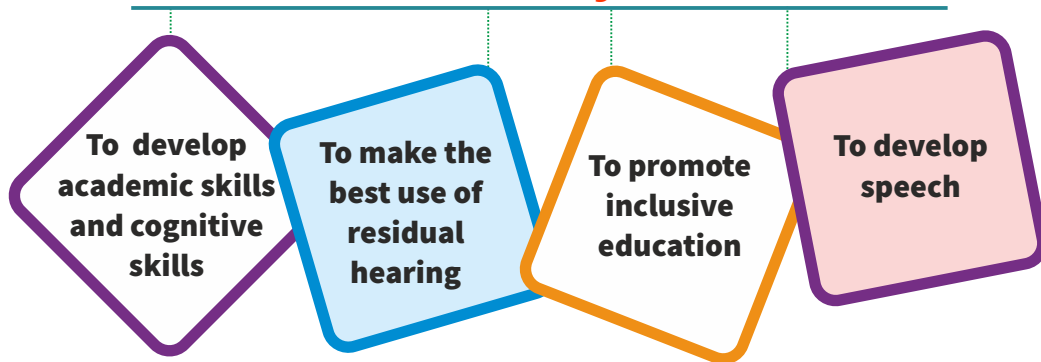 To develop
academic skills
and cognitive
skills
To make the
best use of
residual
hearing
To promote
inclusive
education
To develop
speech